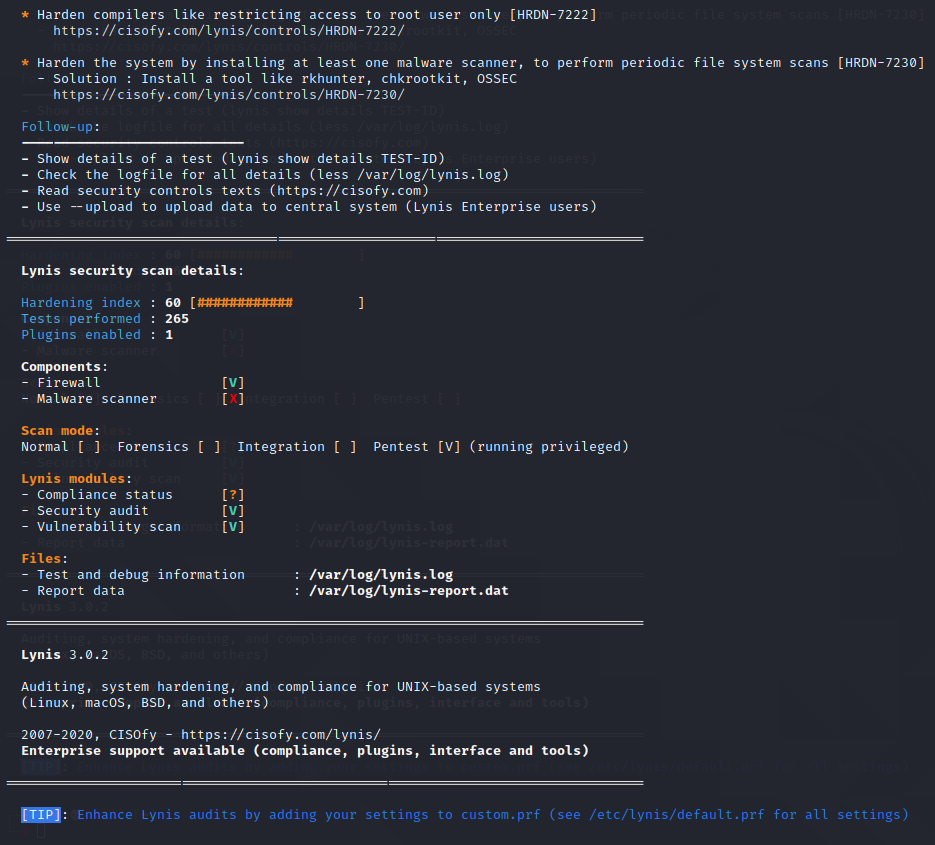 * Harden compilers like restricting access to root user only [HRDN-7222]
https://cisofy.com/lynis/controls/HRDN-7222/
* Harden the system by installing at least one malware scanner, to perform periodic file system scans [HRDN-7230]
- Solution : Install a tool like rkhunter, chkrootkit, OSSEC
https://cisofy.com/lynis/controls/HRDN-7230/
Follow-up:
----------------------------
- Show details of a test (lynis show details TEST-ID)
- Check the logfile for all details (less /var/log/lynis.log)
- Read security controls texts (https://cisofy.com)
- Use --upload to upload data to central system (Lynis Enterprise users)
================================================================================
Lynis security scan details:
Hardening index : 60 [############        ]
Tests performed : 265
Plugins enabled : 1
Components:
- Firewall               [V]
- Malware scanner        [X]
Scan mode:
Normal [ ]  Forensics [ ]  Integration [ ]  Pentest [V] (running privileged)
Lynis modules:
- Compliance status      [?]
- Security audit         [V]
- Vulnerability scan     [V]
Files:
- Test and debug information      : /var/log/lynis.log
- Report data                     : /var/log/lynis-report.dat
================================================================================
Lynis 3.0.2
Auditing, system hardening, and compliance for UNIX-based systems
(Linux, macOS, BSD, and others)
2007-2020, CISOfy - https://cisofy.com/lynis/
Enterprise support available (compliance, plugins, interface and tools)
================================================================================
[TIP]: Enhance Lynis audits by adding your settings to custom.prf (see /etc/lynis/default.prf for all settings)